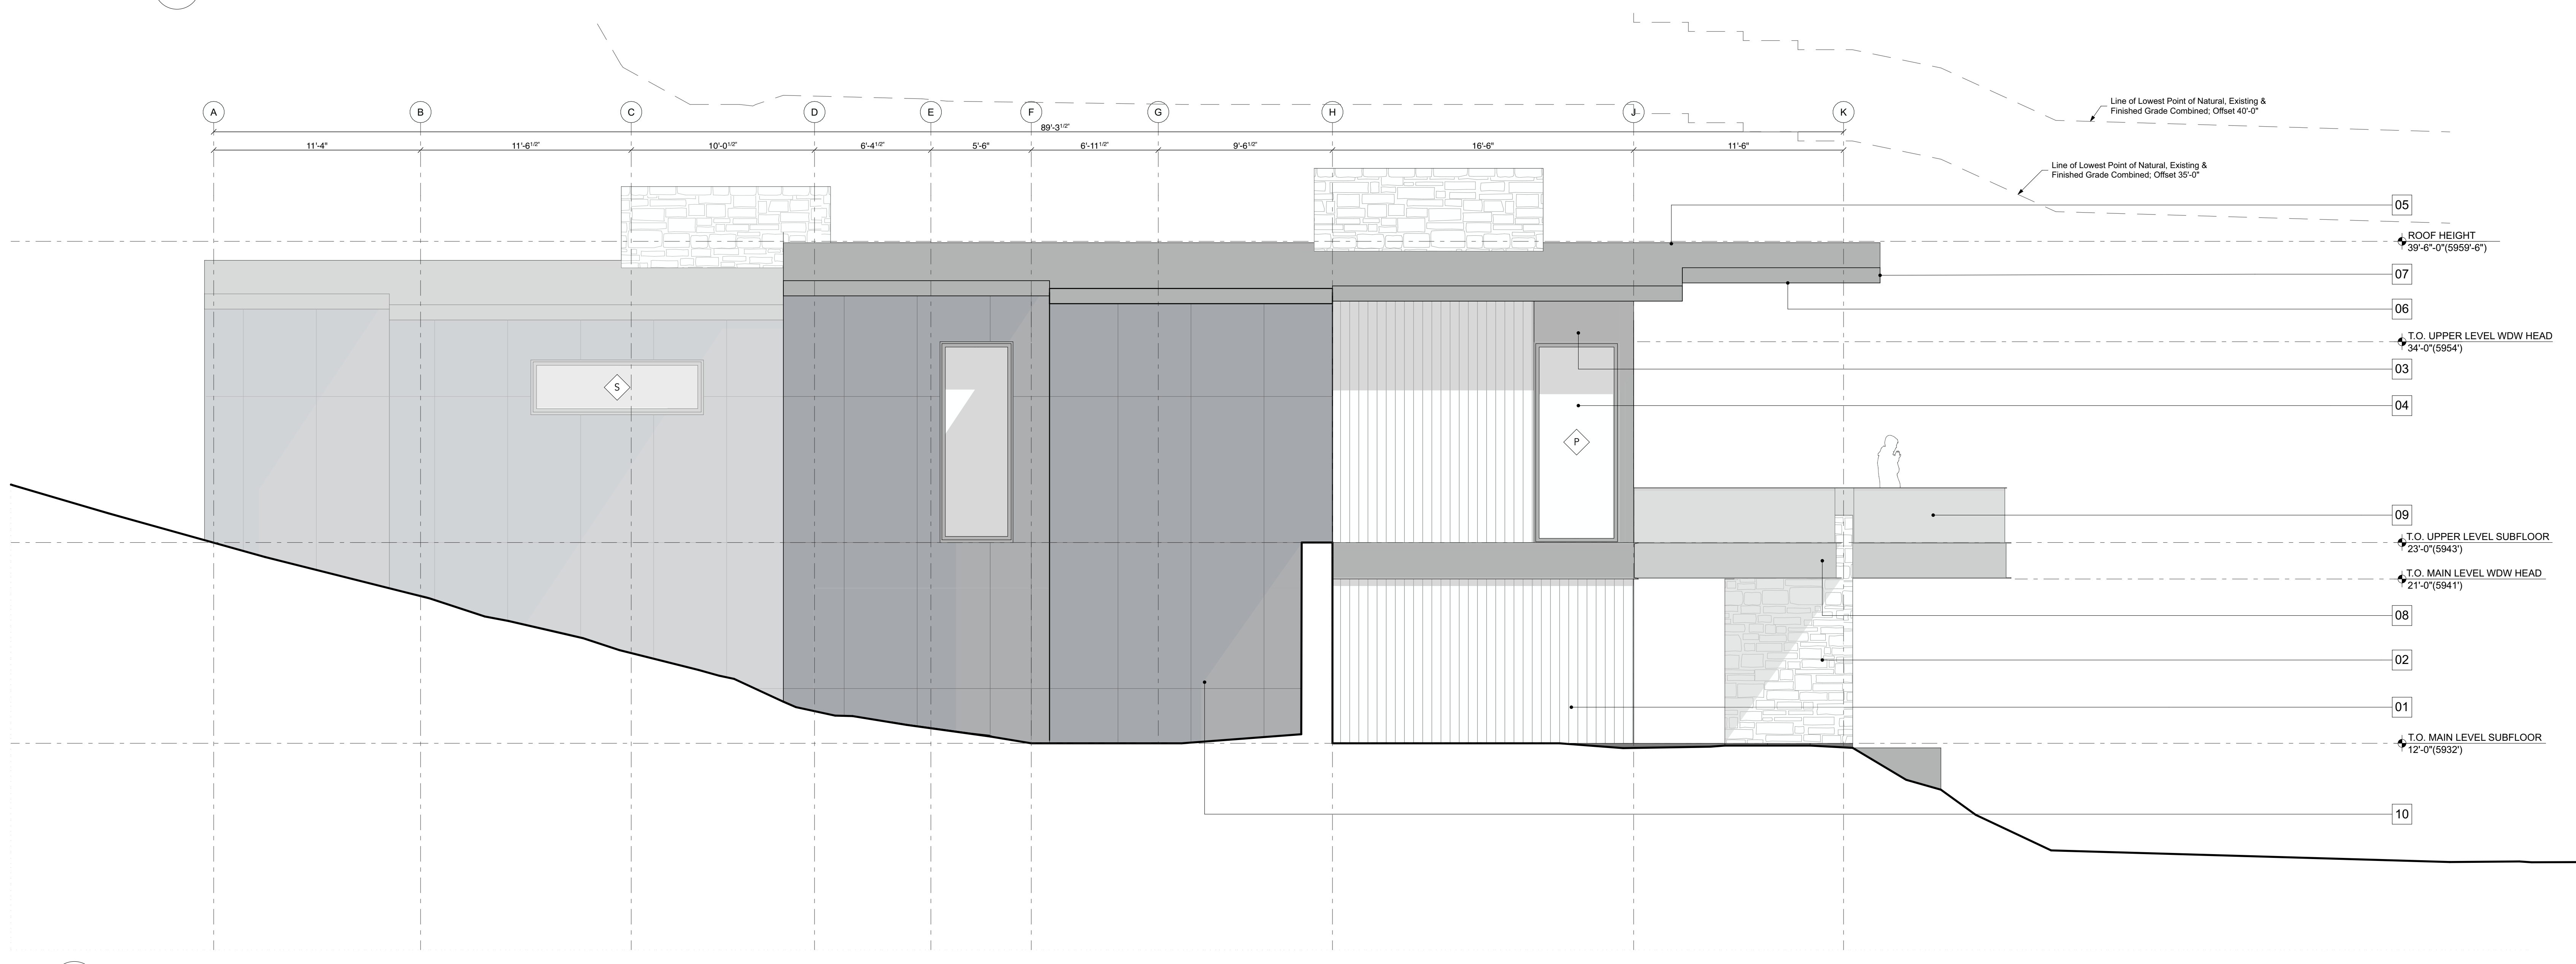 Line of Lowest Point of Natural, Existing &
Finished Grade Combined; Offset 40'-0"
A
B
C
D
E
F
G
H
J
K
89'-3 1/2"
11'-4"
11'-6 1/2"
10'-0 1/2"
6'-4 1/2"
5'-6"
6'-11 1/2"
9'-6 1/2"
16'-6"
11'-6"
Line of Lowest Point of Natural, Existing &
Finished Grade Combined; Offset 35'-0"
05
ROOF HEIGHT
39'-6"-0"(5959'-6")
07
06
T.O. UPPER LEVEL WDW HEAD
34'-0"(5954')
03
S
04
P
09
T.O. UPPER LEVEL SUBFLOOR
23'-0"(5943')
T.O. MAIN LEVEL WDW HEAD
21'-0"(5941')
08
02
01
T.O. MAIN LEVEL SUBFLOOR
12'-0"(5932')
10